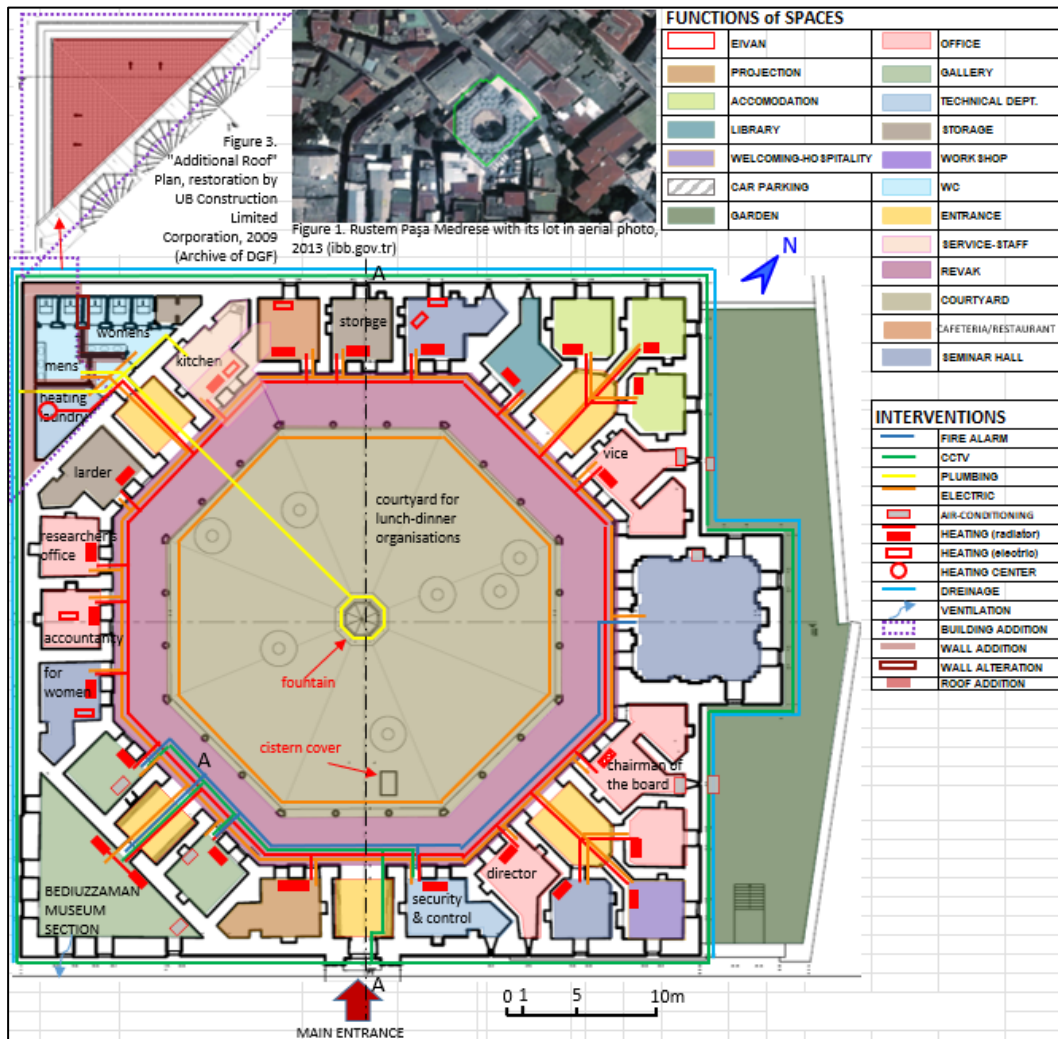 Figure 3.
"Additional Roof"
Plan, restoration by
UB Construction
Limited
Corporation, 2009
(Archive of DGF)
Figure 1. Rustem Paşa Medrese with its lot in aerial photo,
2013 (ibb.gov.tr)
FUNCTIONS of SPACES
EIVAN
OFFICE
PROJECTION
GALLERY
ACCOMODATION
TECHNICAL DEPT.
LIBRARY
STORAGE
WELCOMING-HOSPITALITY
WORKSHOP
CAR PARKING
WC
GARDEN
ENTRANCE
SERVICE-STAFF
REVAK
COURTYARD
CAFETERIA/RESTAURANT
SEMINAR HALL
N
INTERVENTIONS
FIRE ALARM
CCTV
PLUMBING
ELECTRIC
AIR-CONDITIONING
HEATING (radiator)
HEATING (electric)
HEATING CENTER
DREINAGE
VENTILATION
BUILDING ADDITION
WALL ADDITION
WALL ALTERATION
ROOF ADDITION
A
womens
mens'
kitchen
storage
heating
laundry
larder
vice
researcher's
office
courtyard for
lunch-dinner
organisations
accountanty
for
women
fountain
cistern cover
A
chairman of
the board
director
security
& control
BEDIUZZAMAN
MUSEUM
SECTION
A
MAIN ENTRANCE
0 1 5 10m